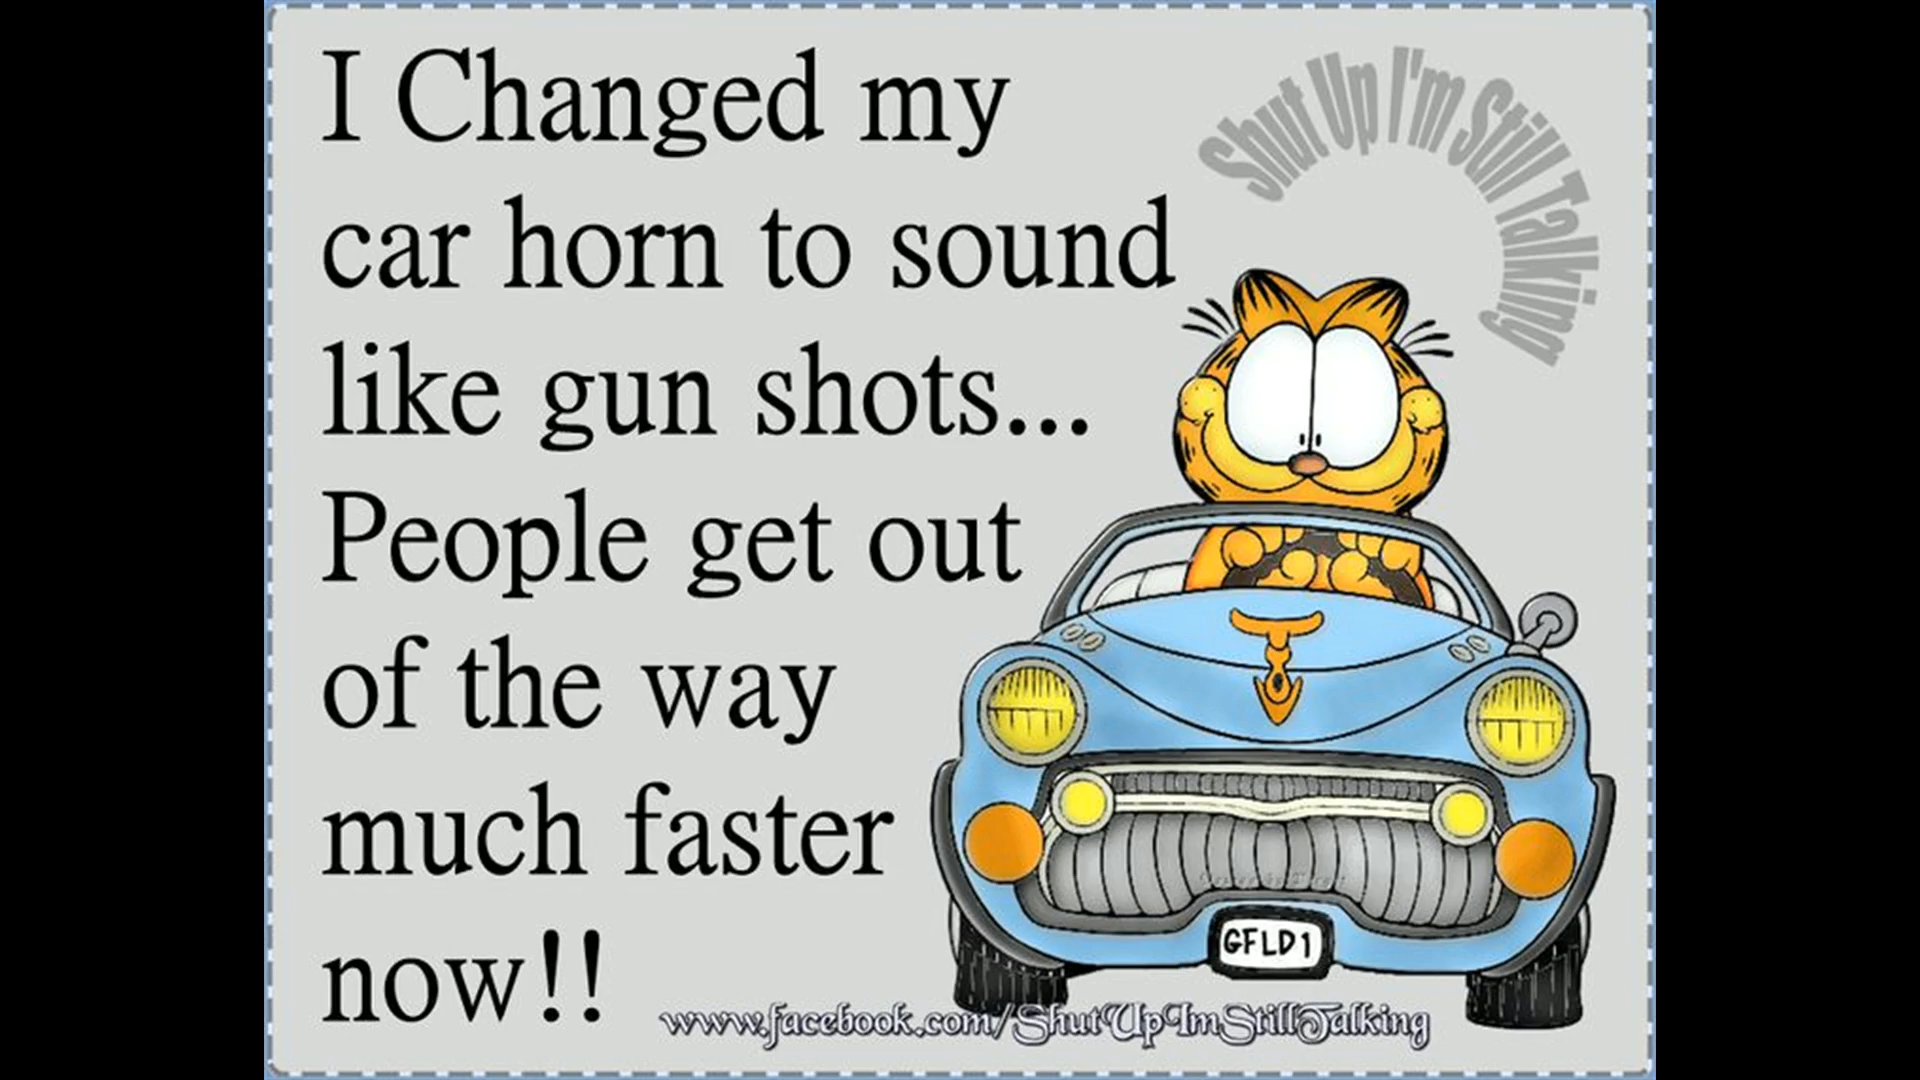 I Changed my
car horn to sound
like gun shots...
People get out
of the way
much faster
now!!
Shut Up I'm Still Talking
GFLD1
www.facebook.com/ShutUpImStillTalking